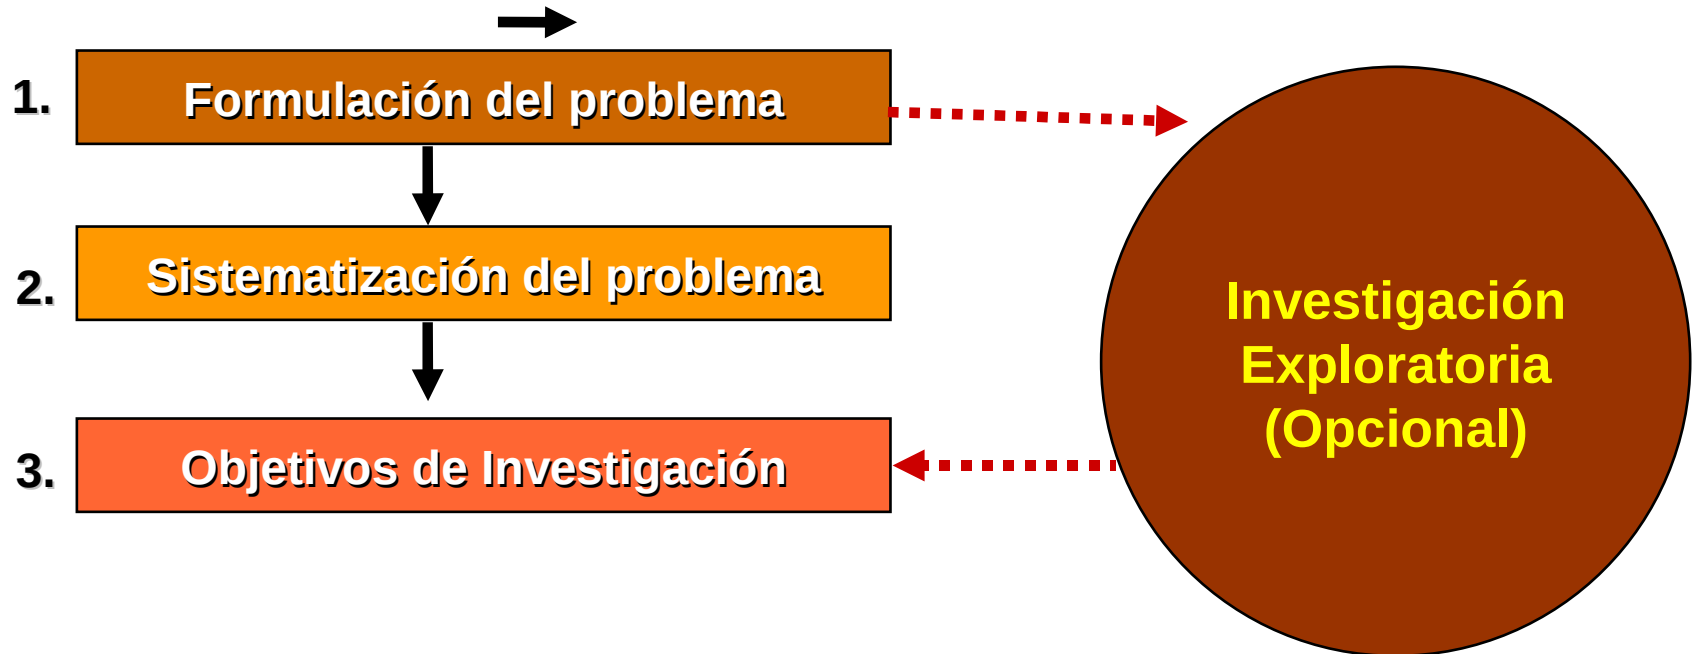 1. Formulación del problema
2. Sistematización del problema
3. Objetivos de Investigación
Investigación
Exploratoria
(Opcional)